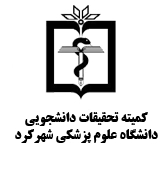 کمیته تحقیقات دانشجویی
دانشگاه علوم پزشکی شهرکرد